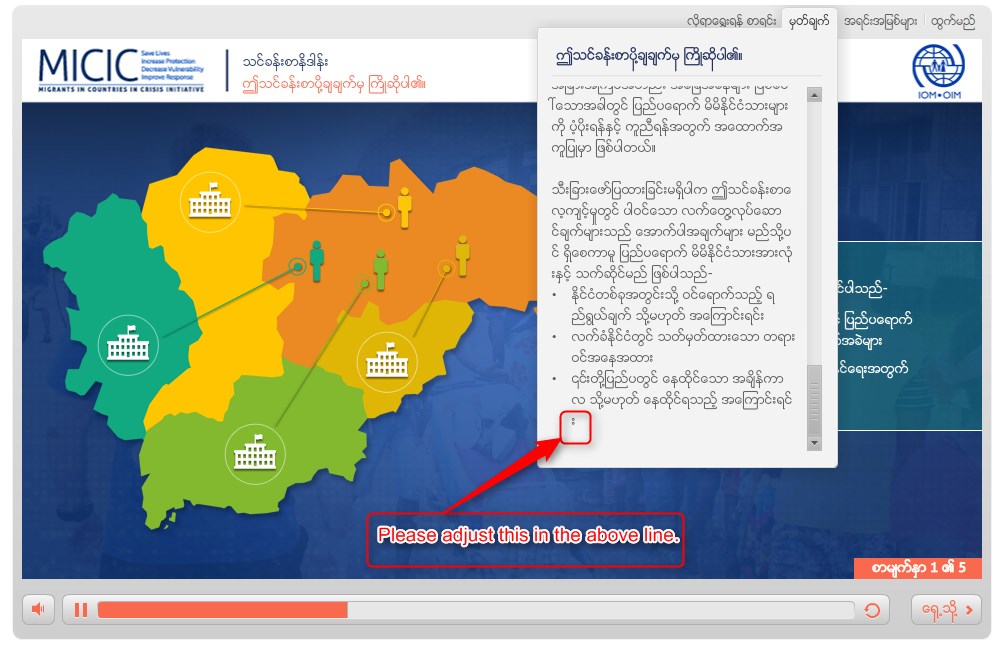 လိုရာရွေးရန် စာရင်း မှတ်ချက် အရင်းအမြစ်များ ထွက်မည်
MICIC
Save Lives
Increase Protection
Decrease Vulnerability
Improve Response
MIGRANTS IN COUNTRIES IN CRISIS INITIATIVE
သင်ခန်းစာနိဒါန်း
ဤသင်ခန်းစာပို့ချချက်မှ ကြိုဆိုပါ၏။
IOM•OIM
ဤသင်ခန်းစာပို့ချချက်မှ ကြိုဆိုပါ၏။
ါ်သောအခါတွင် ပြည်ပရောက် မိမိနိုင်ငံသားများ
ကို ပံ့ပိုးရန်နှင့် ကူညီရန်အတွက် အထောက်အ
ကူပြုမှာ ဖြစ်ပါတယ်။
သီးခြားဖော်ပြထားခြင်းမရှိပါက ဤသင်ခန်းစာေ
လ့ကျင့်မှုတွင် ပါဝင်သော လက်တွေ့လုပ်ဆော
င်ချက်များသည် အောက်ပါအချက်များ မည်သို့ပ
င် ရှိစေကာမူ ပြည်ပရောက် မိမိနိုင်ငံသားအားလုံ
းနှင့် သက်ဆိုင်မည် ဖြစ်ပါသည်-
• နိုင်ငံတစ်ခုအတွင်းသို့ ဝင်ရောက်သည့် ရ
ည်ရွယ်ချက် သို့မဟုတ် အကြောင်းရင်း
• လက်ခံနိုင်ငံတွင် သတ်မှတ်ထားသော တရား
ဝင်အနေအထား
• ၎င်းတို့ပြည်ပတွင် နေထိုင်သော အချိန်ကာ
လ သို့မဟုတ် နေထိုင်ရသည့် အကြောင်းရင်
း
င်ပါသည်-
ပြည်ပရောက်
အခဲများ
င်ရေးအတွက်
Please adjust this in the above line.
စာမျက်နှာ 1 ၏ 5
ရှေ့သို့